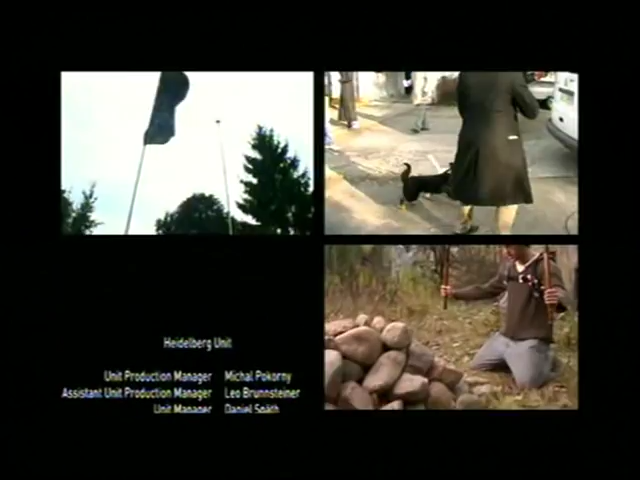 Heidelberg Unit
Unit Production Manager Michal Pokorny
Assistant Unit Production Manager Leo Brunnsteiner
Unit Manager Daniel Späth